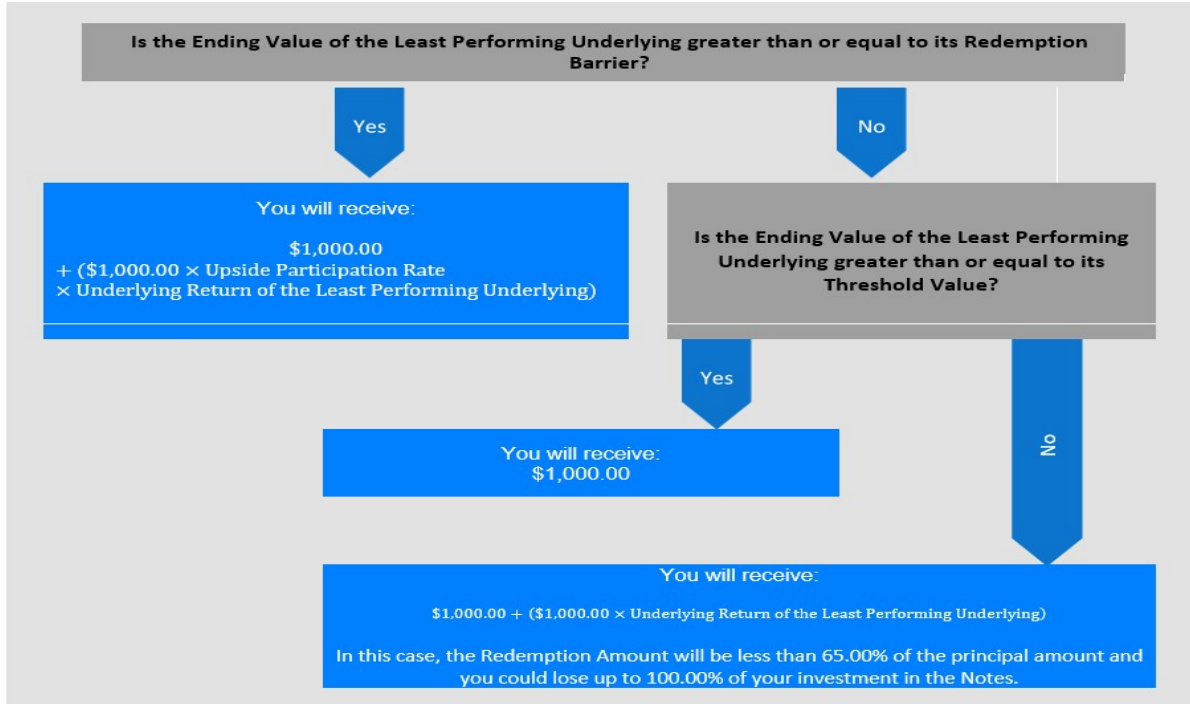 Is the Ending Value of the Least Performing Underlying greater than or equal to its Redemption
Barrier?
Yes
No
You will receive:
$1,000.00
+ ($1,000.00 × Upside Participation Rate
× Underlying Return of the Least Performing Underlying)
Is the Ending Value of the Least Performing
Underlying greater than or equal to its
Threshold Value?
Yes
No
You will receive:
$1,000.00
You will receive:
$1,000.00 + ($1,000.00 × Underlying Return of the Least Performing Underlying)
In this case, the Redemption Amount will be less than 65.00% of the principal amount and
you could lose up to 100.00% of your investment in the Notes.